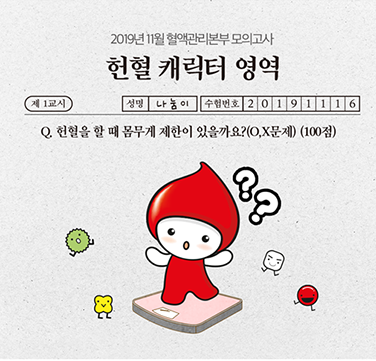 2019년 11월 혈액관리본부 모의고사
헌혈 캐릭터 영역
제 1교시 성명 나눔이 수험번호 2 0 1 9 1 1 1 6
Q. 헌혈을 할 때 몸무게 제한이 있을까요?(O,X문제) (100점)
???